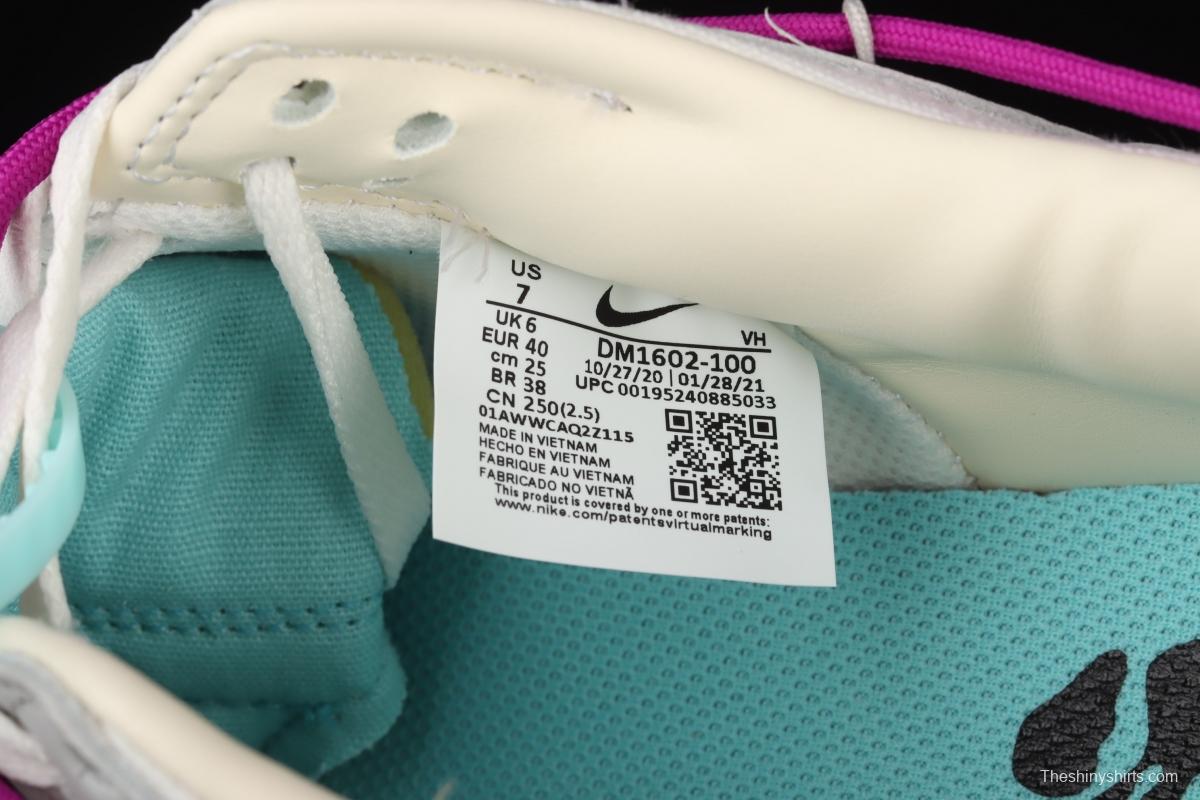 US
7
UK 6
EUR 40
cm 25
BR 38
CN 250(2.5)
VH
DM1602-100
10/27/20 | 01/28/21
UPC 00195240885033
01AWWCAQ2Z115
MADE IN VIETNAM
HECHO EN VIETNAM
FABRIQUE AU VIETNAM
FABRICADO NO VIETNÃ
This product is covered by one or more patents:
www.nike.com/patentsvirtualmarking
Theshinyshirts.com